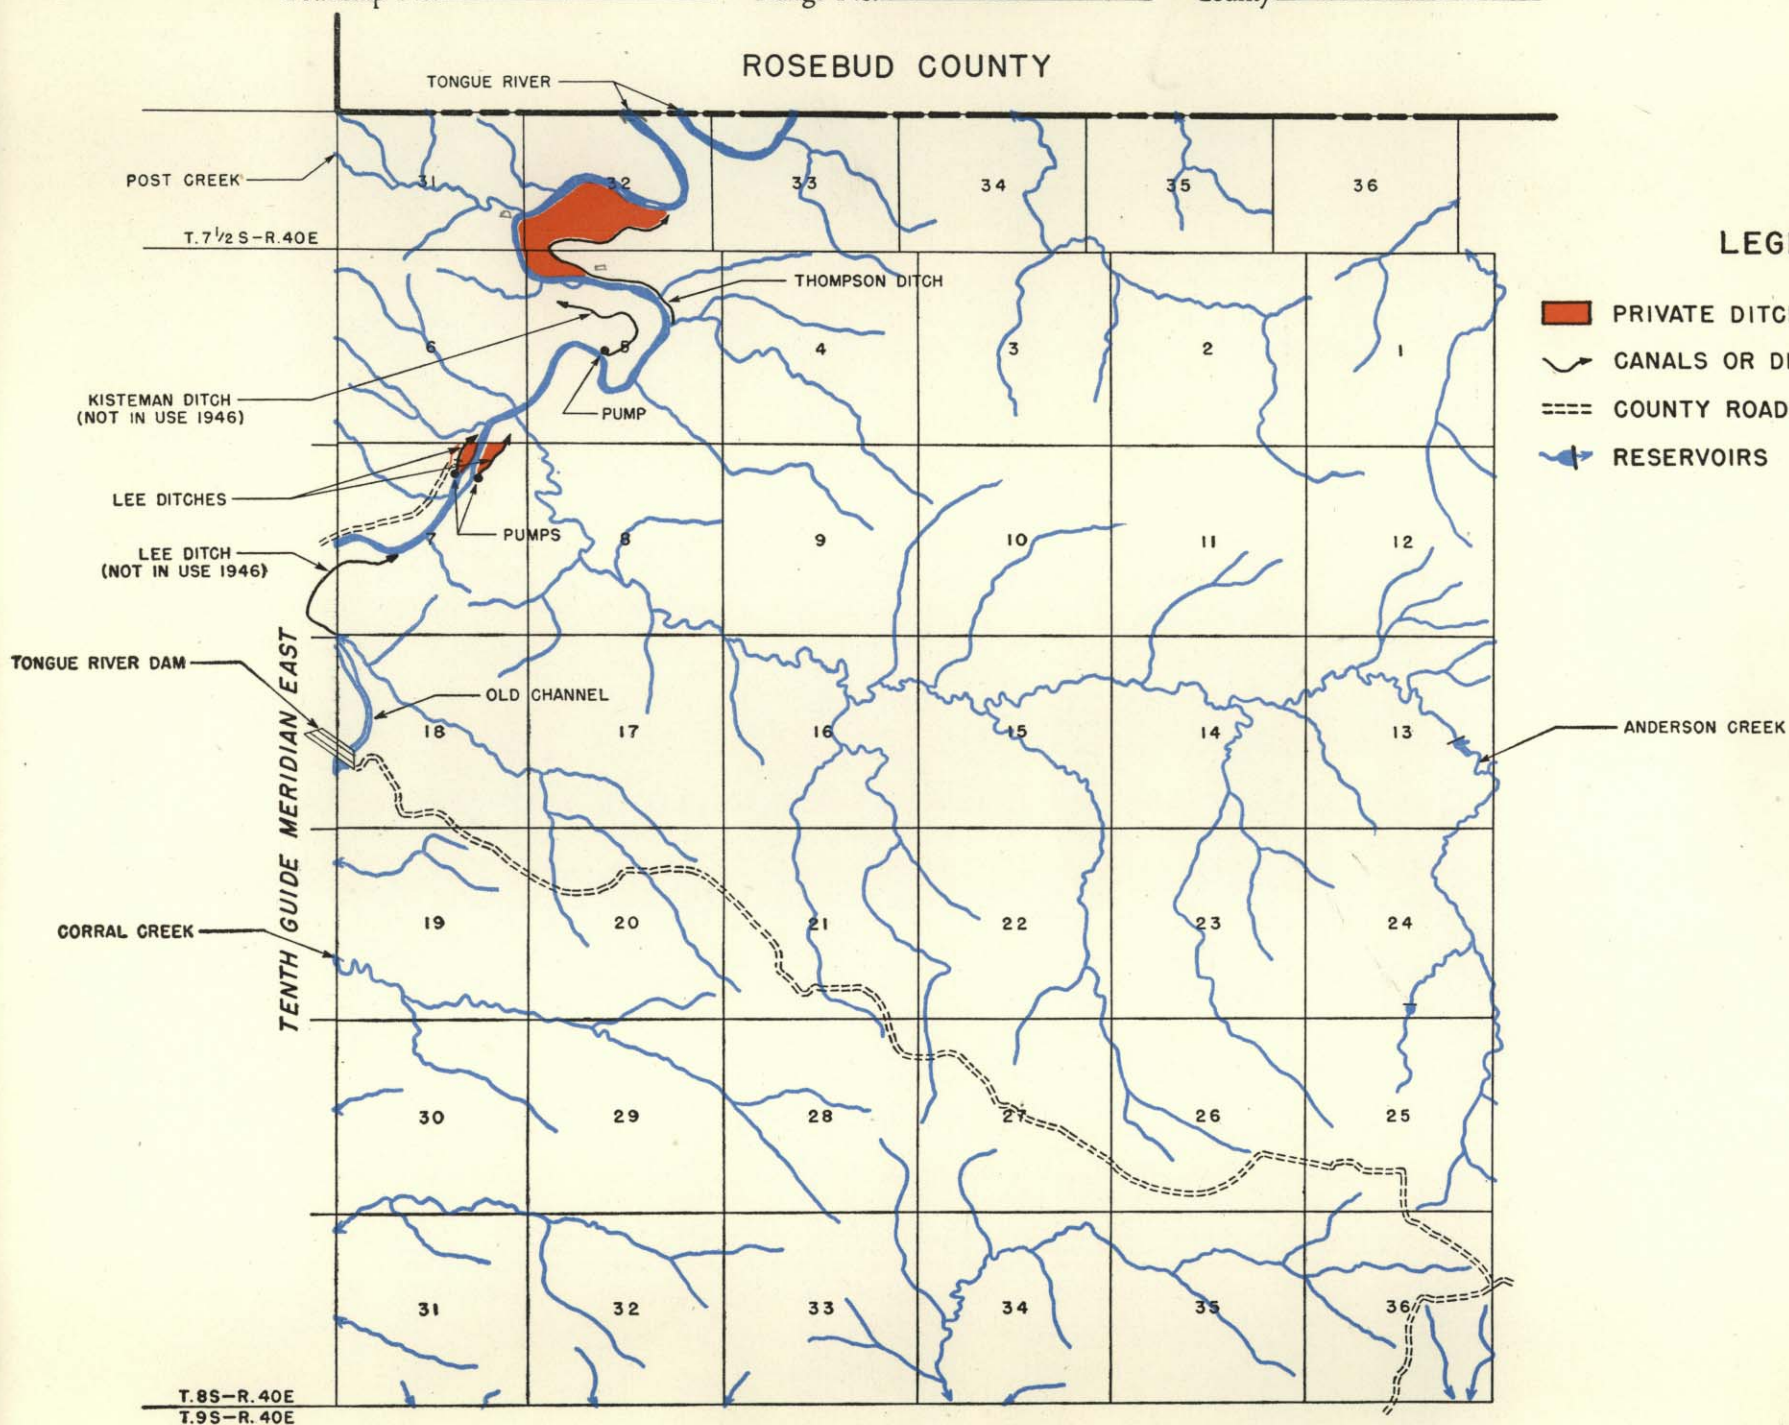 ROSEBUD COUNTY
TONGUE RIVER
POST CREEK
31
32
33
34
35
36
T. 7 1/2 S–R. 40E
LEGE
THOMPSON DITCH
PRIVATE DITC
6
5
4
3
2
1
CANALS OR D
KISTEMAN DITCH
(NOT IN USE 1946)
PUMP
COUNTY ROAD
RESERVOIRS
LEE DITCHES
PUMPS
LEE DITCH
(NOT IN USE 1946)
7
8
9
10
11
12
TONGUE RIVER DAM
OLD CHANNEL
TENTH GUIDE MERIDIAN EAST
18
17
16
15
14
13
ANDERSON CREEK
CORRAL CREEK
19
20
21
22
23
24
30
29
28
27
26
25
31
32
33
34
35
36
T. 8S–R. 40E
T. 9S–R. 40E